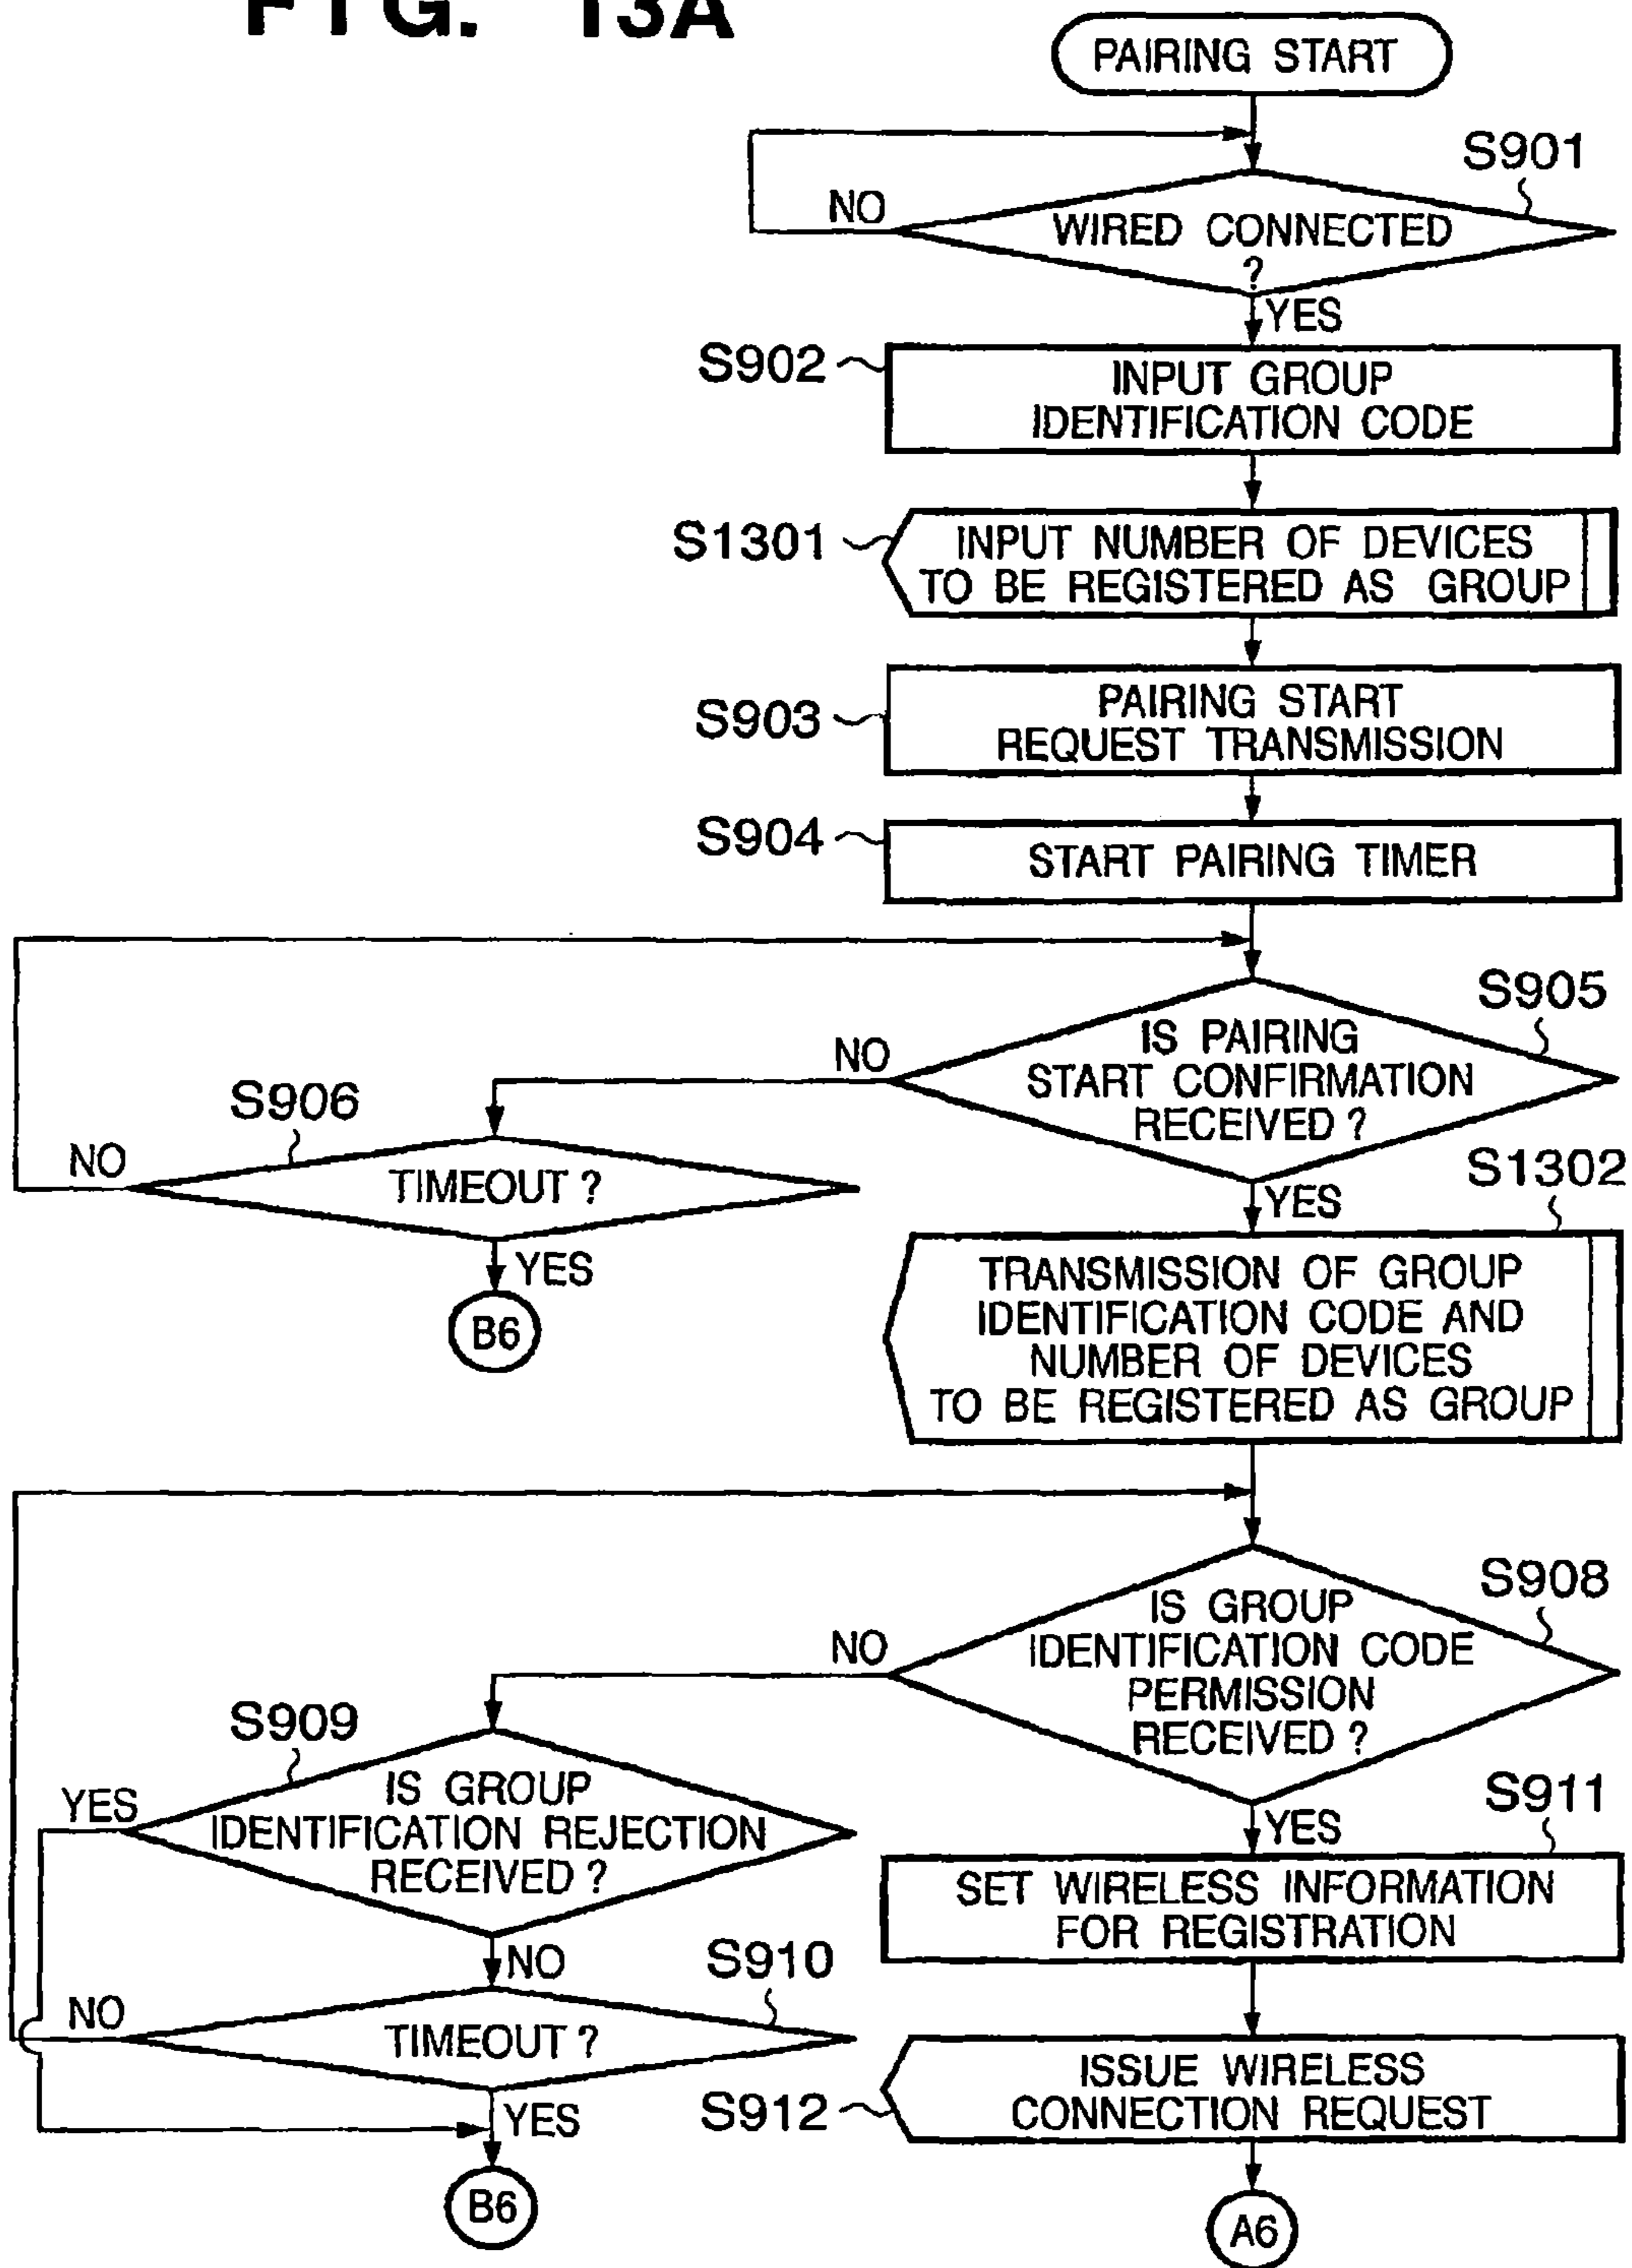 FIG. 13A
PAIRING START
S901
NO
WIRED CONNECTED
?
YES
S902
INPUT GROUP
IDENTIFICATION CODE
S1301
INPUT NUMBER OF DEVICES
TO BE REGISTERED AS GROUP
S903
PAIRING START
REQUEST TRANSMISSION
S904
START PAIRING TIMER
S905
IS PAIRING
START CONFIRMATION
RECEIVED ?
NO
S906
NO
TIMEOUT ?
YES
B6
YES
S1302
TRANSMISSION OF GROUP
IDENTIFICATION CODE AND
NUMBER OF DEVICES
TO BE REGISTERED AS GROUP
S908
IS GROUP
IDENTIFICATION CODE
PERMISSION
RECEIVED ?
NO
S909
YES
IS GROUP
IDENTIFICATION REJECTION
RECEIVED ?
NO
S910
NO
TIMEOUT ?
YES
B6
YES
S911
SET WIRELESS INFORMATION
FOR REGISTRATION
S912
ISSUE WIRELESS
CONNECTION REQUEST
A6